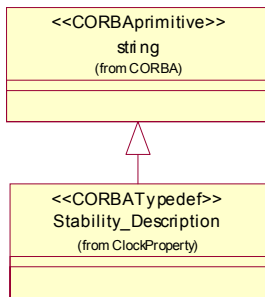 <<CORBAprimitive>>
string
(from CORBA)
<<CORBATypedef>>
Stability_Description
(from ClockProperty)